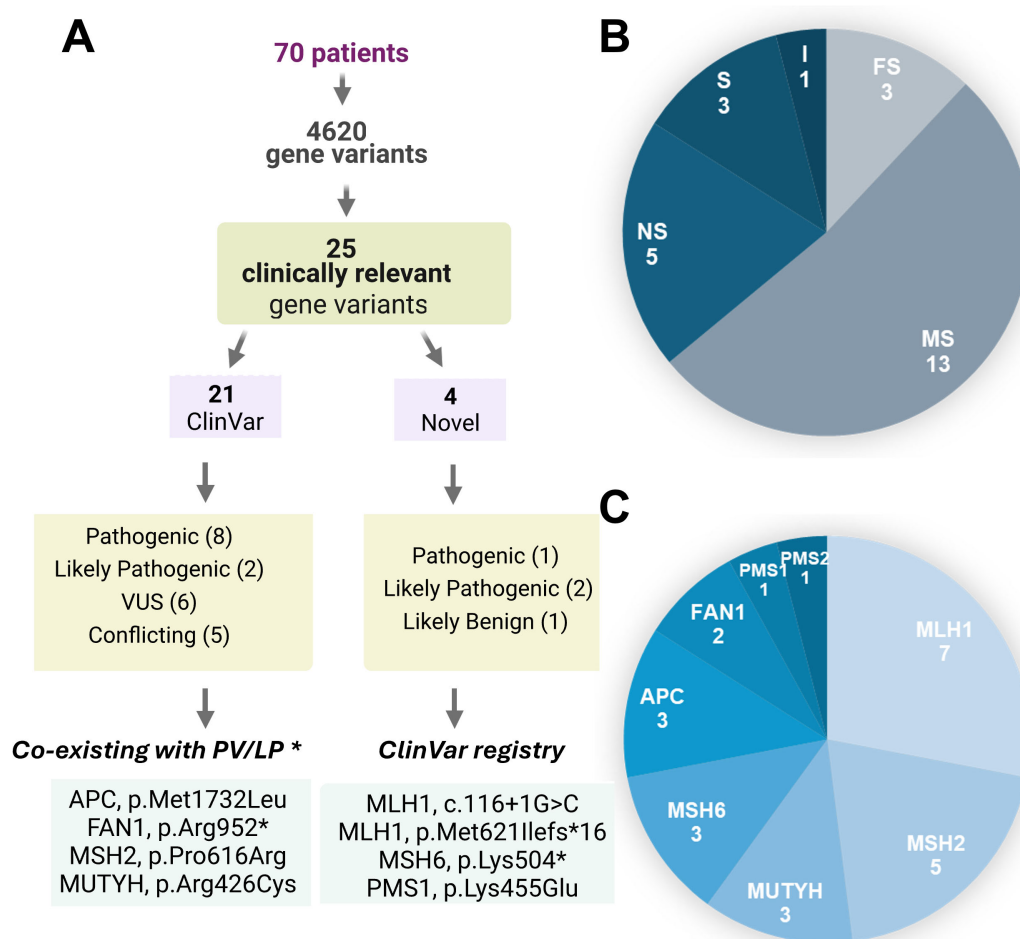 A
70 patients
4620
gene variants
25
clinically relevant
gene variants
21
ClinVar
4
Novel
Pathogenic (8)
Likely Pathogenic (2)
VUS (6)
Conflicting (5)
Pathogenic (1)
Likely Pathogenic (2)
Likely Benign (1)
Co-existing with PV/LP *
APC, p.Met1732Leu
FAN1, p.Arg952*
MSH2, p.Pro616Arg
MUTYH, p.Arg426Cys
ClinVar registry
MLH1, c.116+1G>C
MLH1, p.Met621Ilefs*16
MSH6, p.Lys504*
PMS1, p.Lys455Glu
B
I
1
FS
3
S
3
NS
5
MS
13
C
PMS2
1
PMS1
1
FAN1
2
MLH1
7
APC
3
MSH6
3
MSH2
5
MUTYH
3